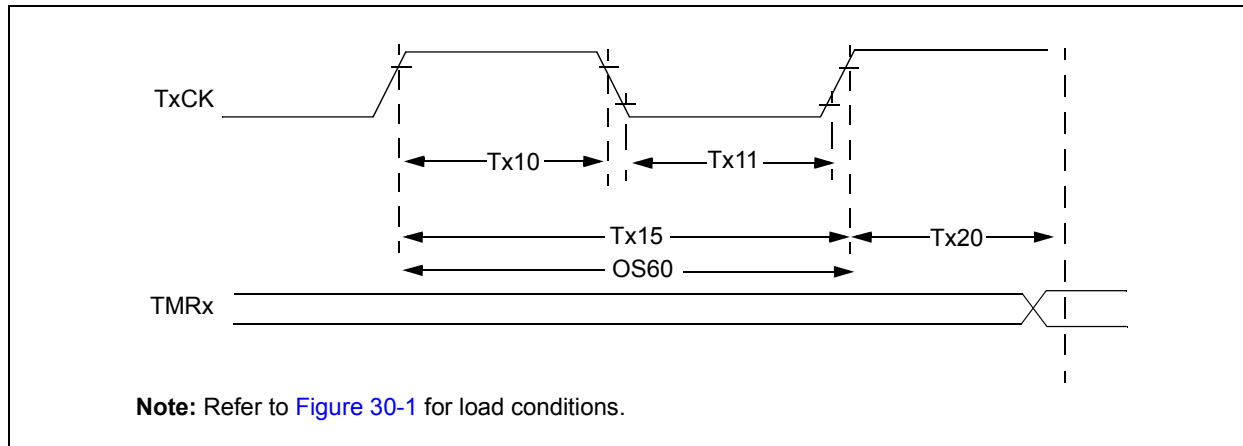 TxCK
Tx10
Tx11
Tx15
Tx20
OS60
TMRx
Note: Refer to Figure 30-1 for load conditions.